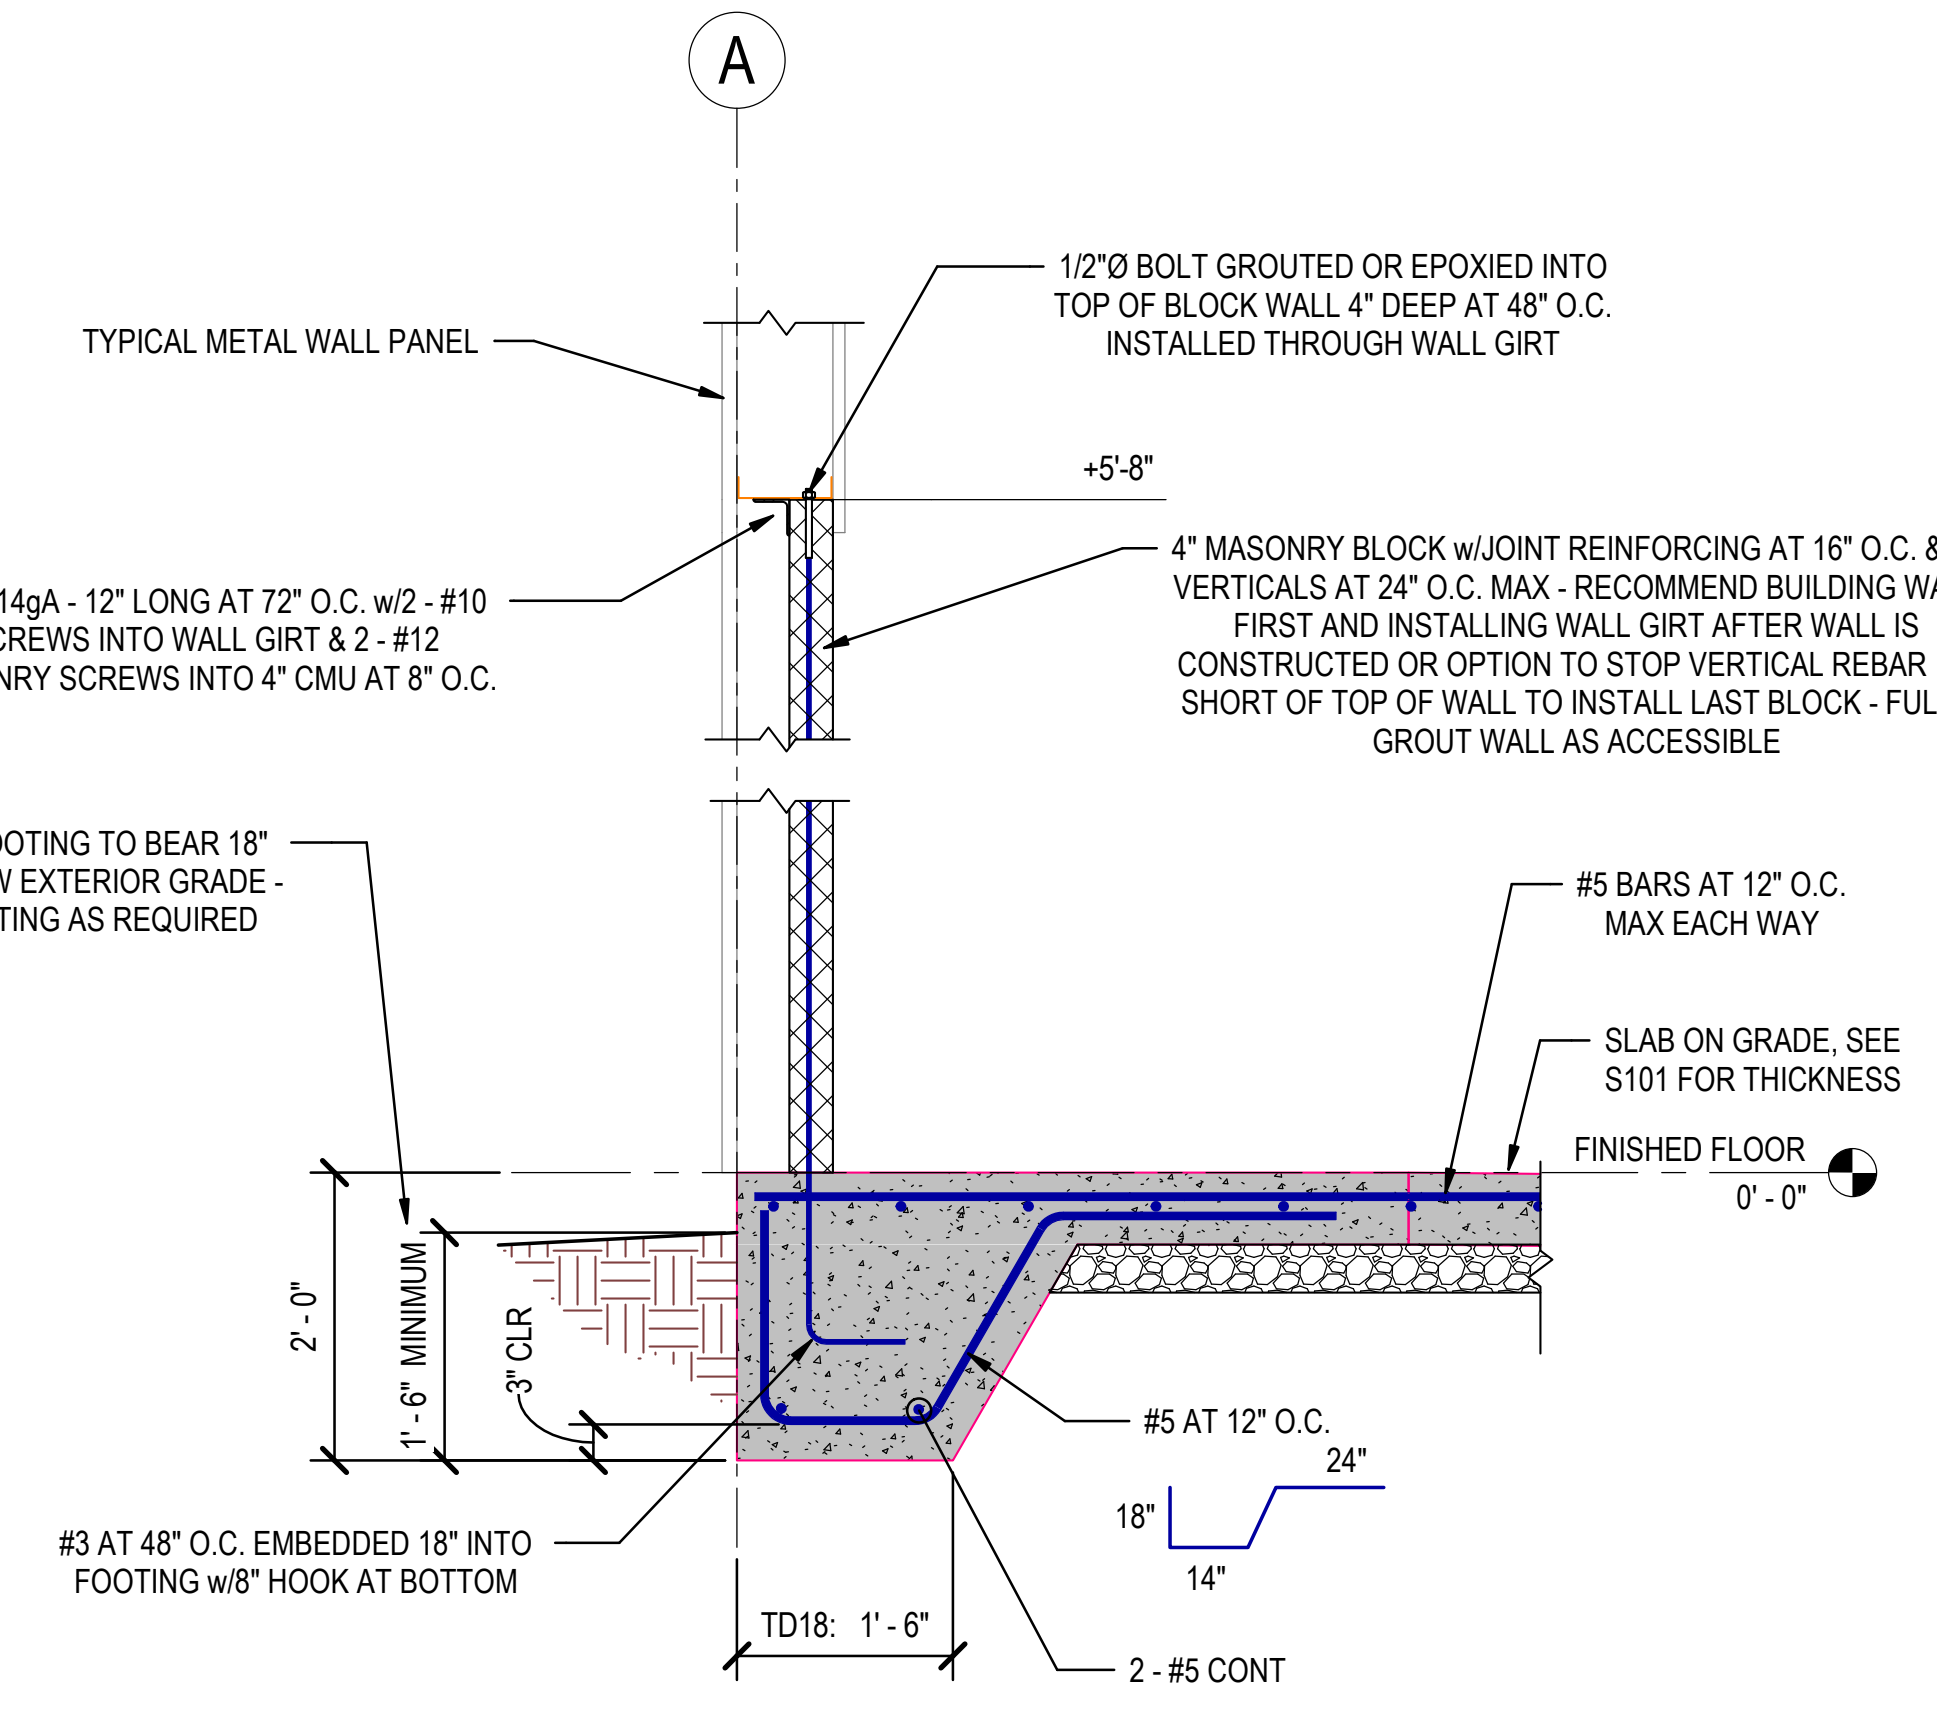 A
1/2"Ø BOLT GROUTED OR EPOXIED INTO
TOP OF BLOCK WALL 4" DEEP AT 48" O.C.
INSTALLED THROUGH WALL GIRT
TYPICAL METAL WALL PANEL
+5'-8"
4" MASONRY BLOCK w/JOINT REINFORCING AT 16" O.C. &
VERTICALS AT 24" O.C. MAX - RECOMMEND BUILDING
FIRST AND INSTALLING WALL GIRT AFTER WALL IS
CONSTRUCTED OR OPTION TO STOP VERTICAL REBAR
SHORT OF TOP OF WALL TO INSTALL LAST BLOCK -
GROUT WALL AS ACCESSIBLE
14gA - 12" LONG AT 72" O.C. w/2 - #10
INTO WALL GIRT & 2 - #12
SCREWS INTO 4" CMU AT 8" O.C.
TO BEAR 18"
EXTERIOR GRADE -
AS REQUIRED
#5 BARS AT 12" O.C.
MAX EACH WAY
SLAB ON GRADE, SEE
S101 FOR THICKNESS
FINISHED FLOOR
0' - 0"
2' - 0"
1' - 6" MINIMUM
3" CLR
#5 AT 12" O.C.
24"
18"
14"
#3 AT 48" O.C. EMBEDDED 18" INTO
FOOTING w/8" HOOK AT BOTTOM
TD18: 1' - 6"
2 - #5 CONT